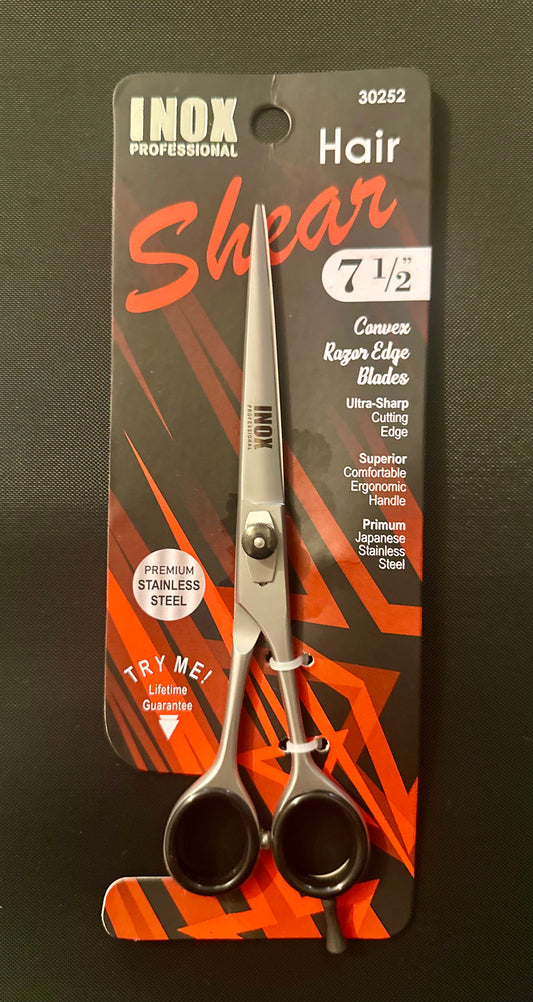 INOX
PROFESSIONAL
30252
Hair
Shear
7 1/2"
Convex
Razor Edge
Blades
Ultra-Sharp
Cutting
Edge
Superior
Comfortable
Ergonomic
Handle
Primum
Japanese
Stainless
Steel
INOX
PROFESSIONAL
PREMIUM
STAINLESS
STEEL
TRY ME!
Lifetime
Guarantee